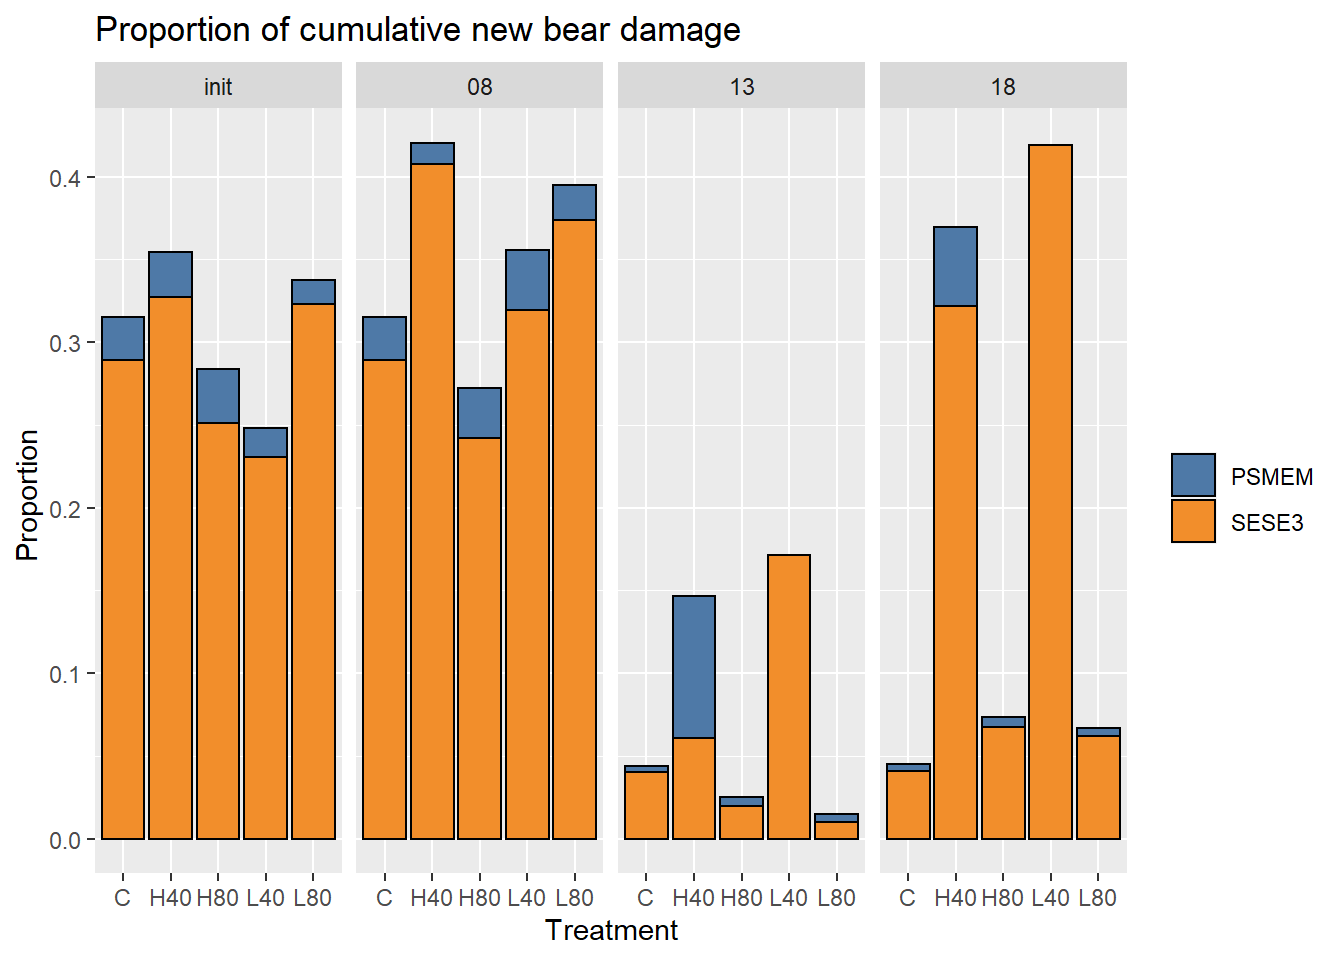 Proportion of cumulative new bear damage
init 08 13 18
0.4
0.3
0.2
0.1
0.0
Proportion
C H40 H80 L40 L80 C H40 H80 L40 L80 C H40 H80 L40 L80 C H40 H80 L40 L80
Treatment
PSMEM
SESE3